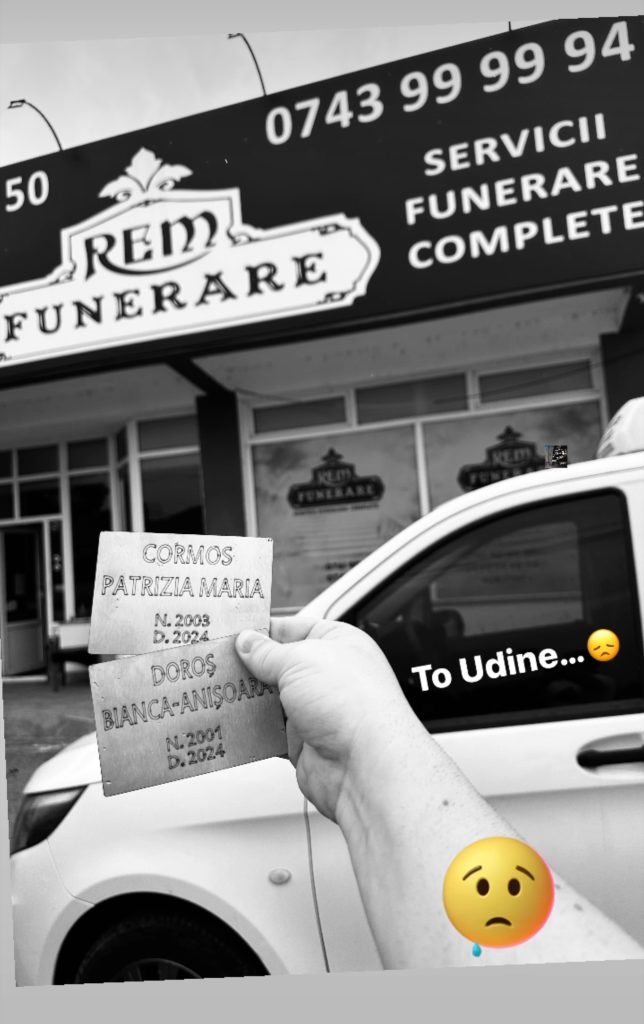 0743 99 99 94
50
SERVICII
FUNERARE
COMPLETE
REM
FUNERARE
REM
FUNERARE
REM
FUNERARE
CORMOS
PATRIZIA MARIA
N. 2003
D. 2024
DOROȘ
BIANCA-ANIȘOARA
N. 2001
D. 2024
To Udine...😞